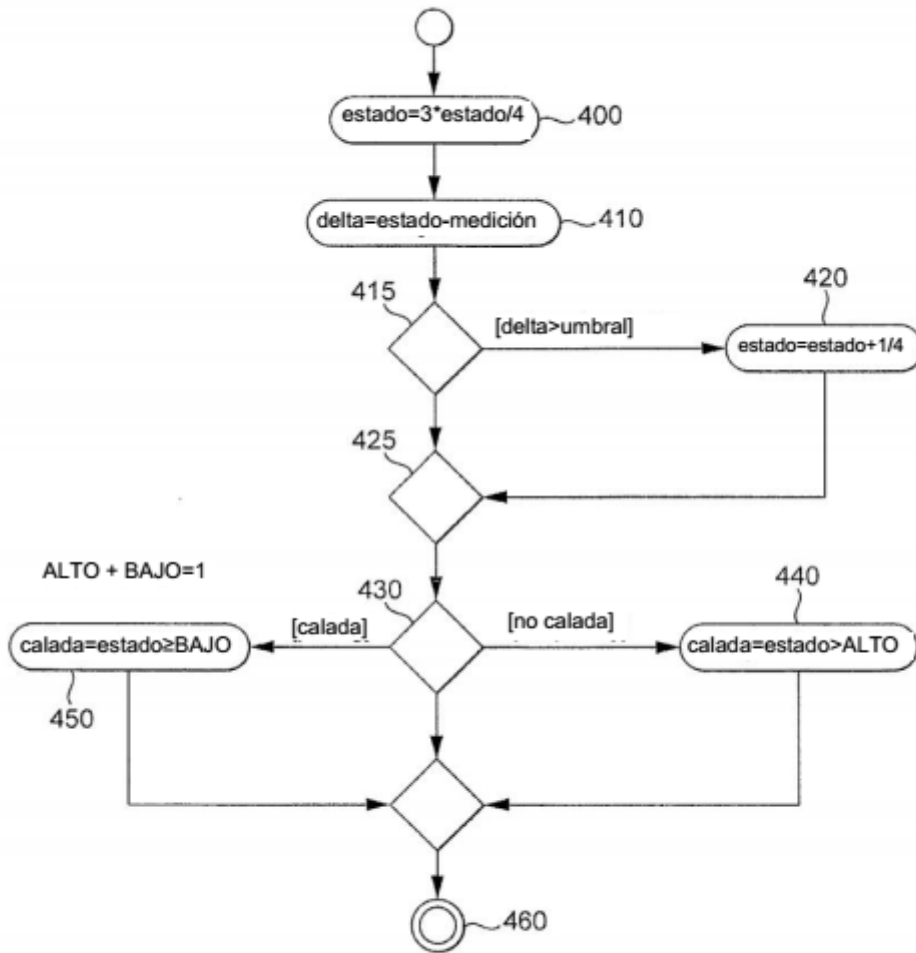 estado=3*estado/4
400
delta=estado-medición
410
415
[delta>umbral]
420
estado=estado+1/4
425
ALTO + BAJO=1
430
[calada]
[no calada]
440
calada=estado≥BAJO
calada=estado>ALTO
450
460